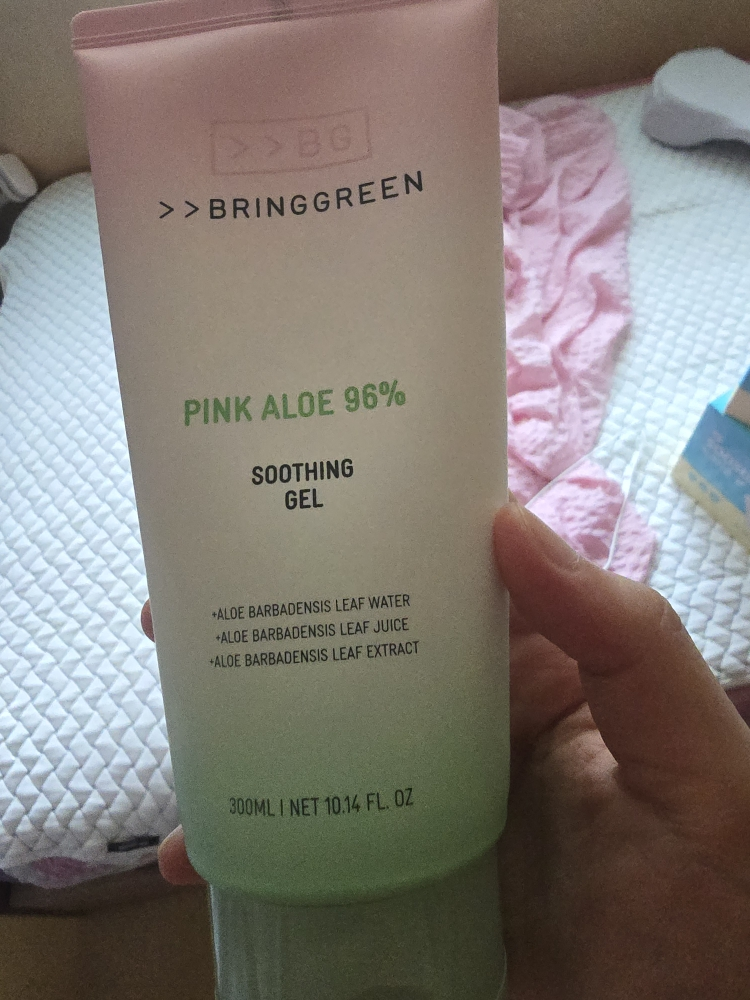 >>BG
>>BRINGGREEN
PINK ALOE 96%
SOOTHING
GEL
+ALOE BARBADENSIS LEAF WATER
+ALOE BARBADENSIS LEAF JUICE
+ALOE BARBADENSIS LEAF EXTRACT
300ML | NET 10.14 FL. OZ